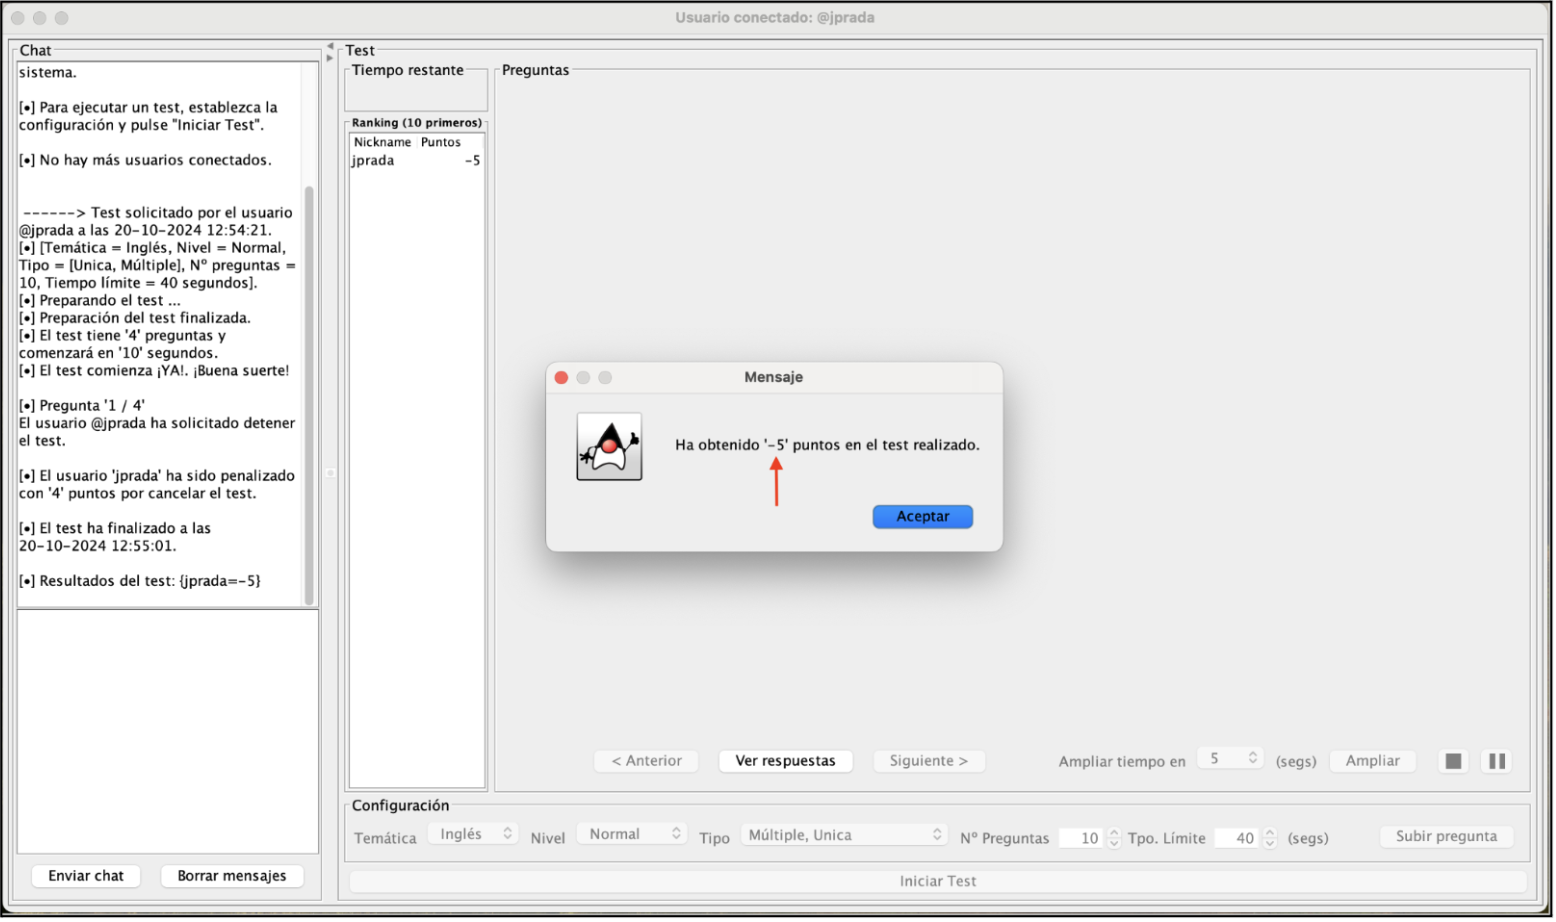 Usuario conectado: @jprada
Chat
sistema.
[•] Para ejecutar un test, establezca la
configuración y pulse "Iniciar Test".
[•] No hay más usuarios conectados.
------> Test solicitado por el usuario
@jprada a las 20-10-2024 12:54:21.
[•] [Temática = Inglés, Nivel = Normal,
Tipo = [Unica, Múltiple], Nº preguntas =
10, Tiempo límite = 40 segundos].
[•] Preparando el test ...
[•] Preparación del test finalizada.
[•] El test tiene '4' preguntas y
comenzará en '10' segundos.
[•] El test comienza ¡YA!. ¡Buena suerte!
[•] Pregunta '1 / 4'
El usuario @jprada ha solicitado detener
el test.
[•] El usuario 'jprada' ha sido penalizado
con '4' puntos por cancelar el test.
[•] El test ha finalizado a las
20-10-2024 12:55:01.
[•] Resultados del test: {jprada=-5}
Enviar chat Borrar mensajes
Test
Tiempo restante
Ranking (10 primeros)
Nickname Puntos
jprada -5
Preguntas
Mensaje
Ha obtenido '-5' puntos en el test realizado.
Aceptar
< Anterior Ver respuestas Siguiente > Ampliar tiempo en 5 (segs) Ampliar
Configuración
Temática Inglés Nivel Normal Tipo Múltiple, Unica Nº Preguntas 10 Tpo. Límite 40 (segs) Subir pregunta
Iniciar Test